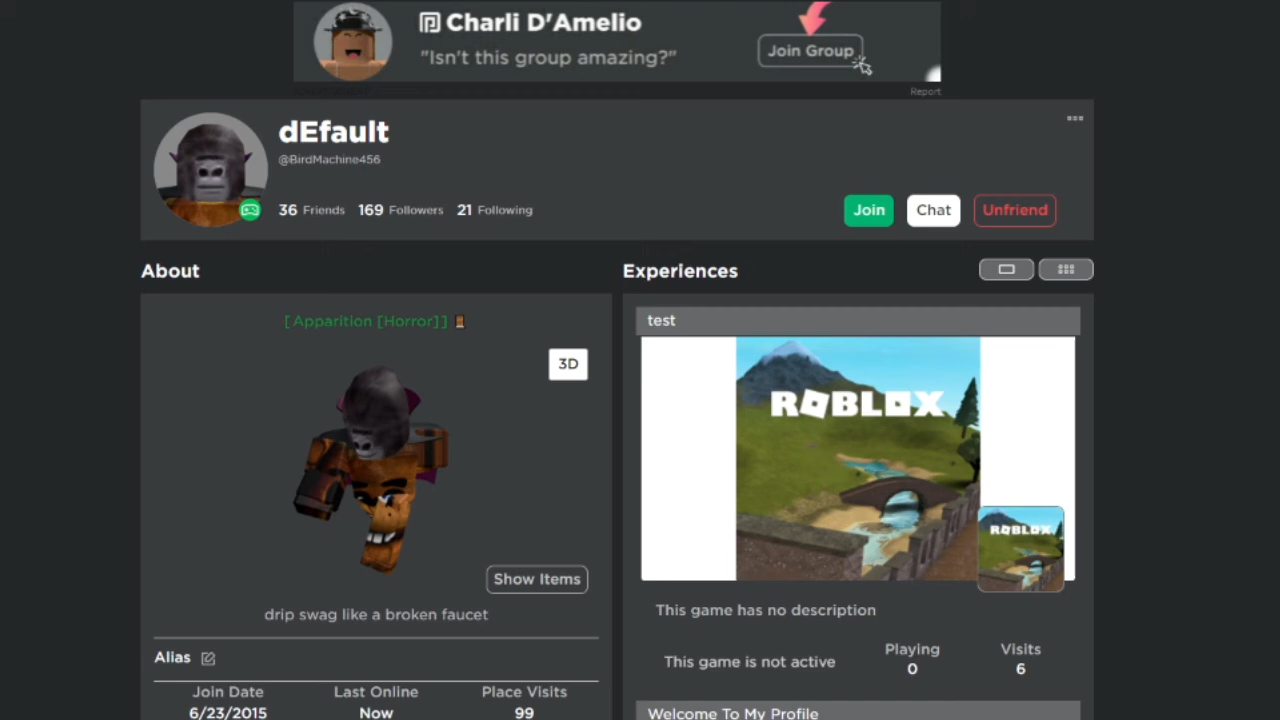 Charli D'Amelio
"Isn't this group amazing?"
Join Group
Report
dEfault
@BirdMachine456
36 Friends 169 Followers 21 Following
Join Chat Unfriend
About
[ Apparition [Horror]]
3D
Show Items
drip swag like a broken faucet
Alias
Join Date Last Online Place Visits
6/23/2015 Now 99
Experiences
test
ROBLOX
ROBLOX
This game has no description
Playing Visits
This game is not active 0 6
Welcome To My Profile